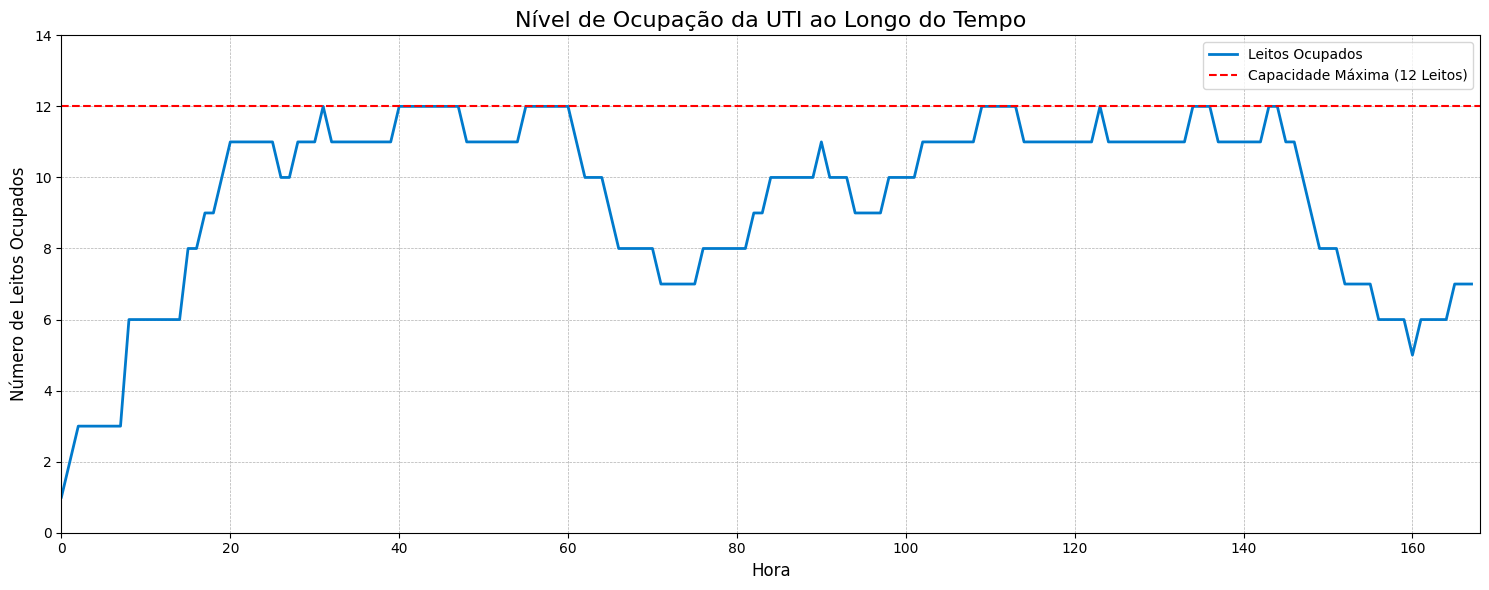 Nível de Ocupação da UTI ao Longo do Tempo
14
12
10
8
6
4
2
0
Número de Leitos Ocupados
Leitos Ocupados
Capacidade Máxima (12 Leitos)
0 20 40 60 80 100 120 140 160
Hora